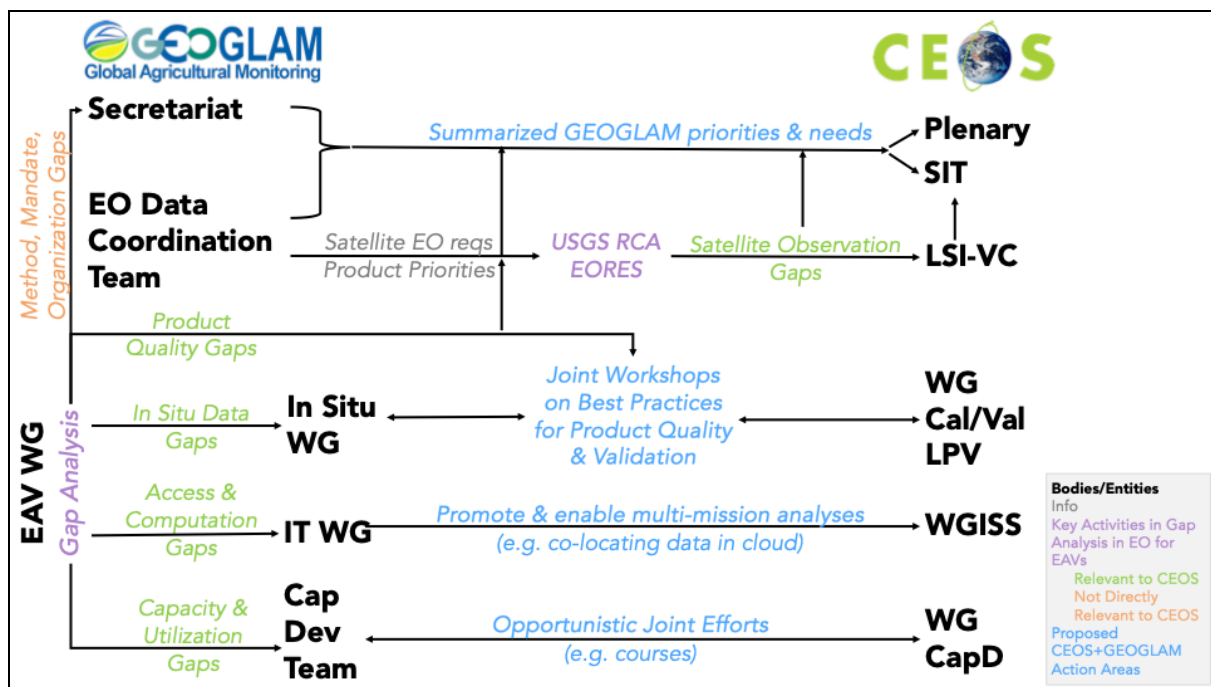 GEOGLAM
Global Agricultural Monitoring
CEOS
Secretariat
Method, Mandate,
Organization Gaps
Summarized GEOGLAM priorities & needs
Plenary
SIT
EO Data
Coordination
Team
Satellite EO reqs
Product Priorities
USGS RCA
EORES
Satellite Observation
Gaps
LSI-VC
Product
Quality Gaps
EAV WG
Gap Analysis
In Situ Data
Gaps
In Situ
WG
Joint Workshops
on Best Practices
for Product Quality
& Validation
WG
Cal/Val
LPV
Access &
Computation
Gaps
IT WG
Promote & enable multi-mission analyses
(e.g. co-locating data in cloud)
WGISS
Capacity &
Utilization
Gaps
Cap
Dev
Team
Opportunistic Joint Efforts
(e.g. courses)
WG
CapD
Bodies/Entities
Info
Key Activities in Gap
Analysis in EO for
EAVs
Relevant to CEOS
Not Directly
Relevant to CEOS
Proposed
CEOS+GEOGLAM
Action Areas